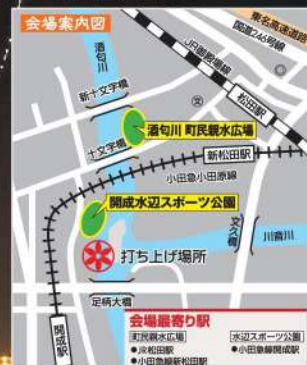 会場案内図
東名高速道路
国道246号線
JR御殿場線
酒匂川
新十文字橋
文
松田駅
酒匂川 町民親水広場
十文字橋
新松田駅
小田急小田原線
開成水辺スポーツ公園
文久橋
川音川
打ち上げ場所
足柄大橋
開成駅
会場最寄り駅
町民親水広場
●JR松田駅
●小田急線新松田駅
水辺スポーツ公園
●小田急線開成駅